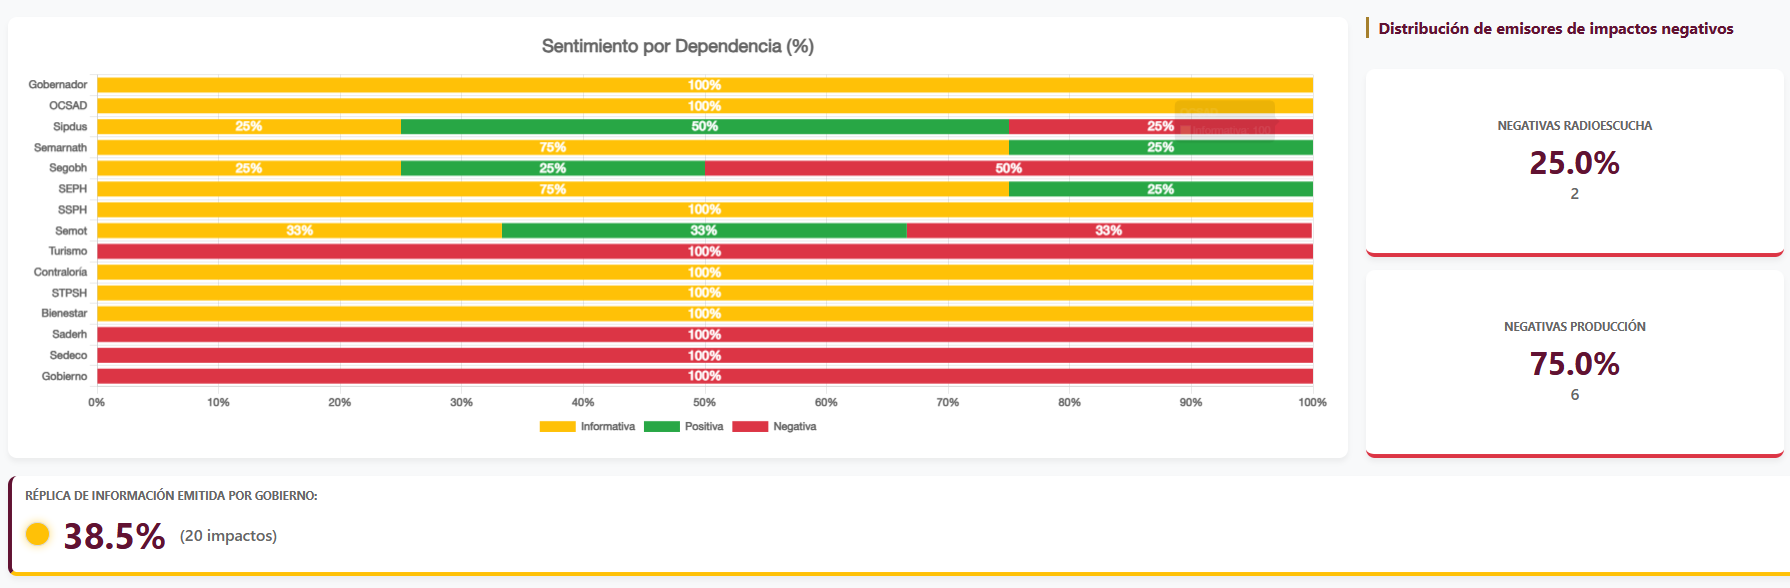 Sentimiento por Dependencia (%)
Gobernador 100%
OCSAD 100%
Sipdus 25% 50% 25%
Semarnath 75% 25%
Segobh 25% 25% 50%
SEPH 75% 25%
SSPH 100%
Semot 33% 33% 33%
Turismo 100%
Contraloría 100%
STPSH 100%
Bienestar 100%
Saderh 100%
Sedeco 100%
Gobierno 100%
0% 10% 20% 30% 40% 50% 60% 70% 80% 90% 100%
Informativa Positiva Negativa
Distribución de emisores de impactos negativos
NEGATIVAS RADIOESCUCHA
25.0%
2
NEGATIVAS PRODUCCIÓN
75.0%
6
RÉPLICA DE INFORMACIÓN EMITIDA POR GOBIERNO:
38.5% (20 impactos)